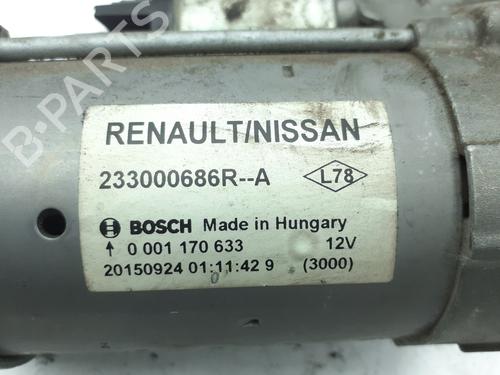 B-PARTS
RENAULT/NISSAN
233000686R--A L78
BOSCH Made in Hungary
↑ 0 001 170 633 12V
20150924 01:11:42 9 (3000)